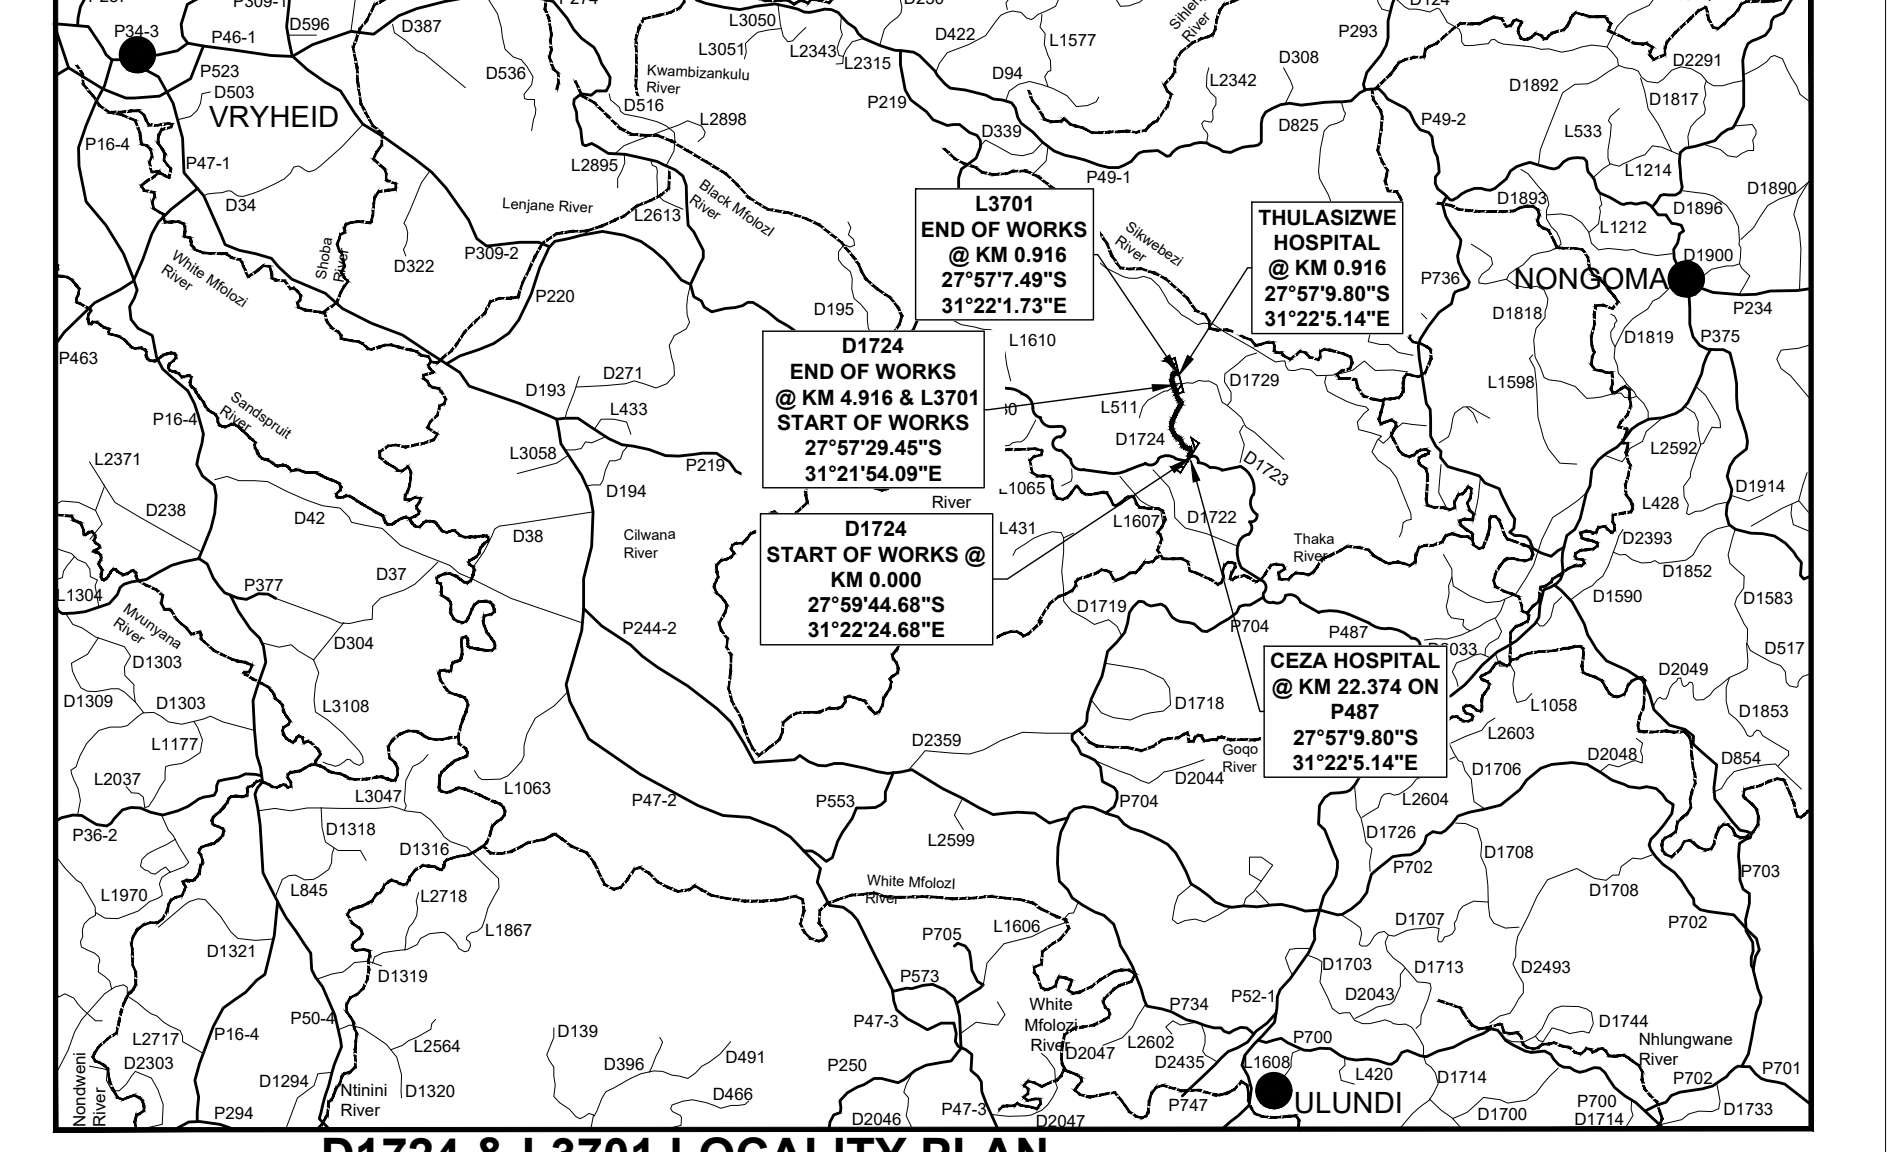 P309-1
D596
D387
L3050
D422
L1577
P293
P34-3
P46-1
L3051
L2343
L2315
Sihleng
River
D308
D2291
P523
D503
D536
Kwambizankulu
River
D94
L2342
D1892
D1817
VRYHEID
D516
L2898
P219
D339
D825
P49-2
L533
P16-4
P47-1
L2895
P49-1
L1214
D34
Lenjane River
L2613
Black Mfolozi
River
D1893
D1896
D1890
L1212
L3701
END OF WORKS
@ KM 0.916
27°57'7.49"S
31°22'1.73"E
THULASIZWE
HOSPITAL
@ KM 0.916
27°57'9.80"S
31°22'5.14"E
Sikwebezi
River
White Mfolozi
River
Shoba
River
D322
P309-2
P220
D195
P736
NONGOMA
D1900
P234
D1818
D1819
P375
P463
L1610
D1724
END OF WORKS
@ KM 4.916 & L3701
START OF WORKS
27°57'29.45"S
31°21'54.09"E
D193
D271
D1729
L1598
Sandspruit
River
P16-4
L433
L511
D1724
L3058
P219
D1723
L2592
L2371
D194
L1065
D1914
River
D238
D42
D38
Cilwana
River
L431
L1607
D1722
L428
Thaka
River
D2393
D1724
START OF WORKS @
KM 0.000
27°59'44.68"S
31°22'24.68"E
L1304
P377
D37
D1852
D1590
D1583
Mvunyana
River
D304
P244-2
D1719
P704
P487
D517
D1303
CEZA HOSPITAL
@ KM 22.374 ON
P487
27°57'9.80"S
31°22'5.14"E
D2049
D1309
D1303
L3108
D1718
L1058
D1853
L1177
D2359
Goqo
River
L2603
D2048
D854
L2037
D2044
D1706
L3047
L1063
P47-2
P553
P704
L2604
P36-2
D1318
D1316
L2599
D1726
D1708
P702
P703
L1970
L845
L2718
White Mfolozi
River
D1708
D1707
P702
L1867
P705
L1606
D1321
D1319
P573
D1703
D1713
D2493
White
Mfolozi
River
P52-1
D2043
P50-4
P47-3
P734
D1744
L2717
P16-4
L2564
D139
D491
L2602
P700
Nhlungwane
River
D2303
D396
P250
D2047
D2435
L1608
L420
D1714
P702
P701
Nondweni
River
D1294
Ntinini
River
D1320
D466
P747
ULUNDI
P294
D2046
P47-3
D2047
D1700
P700
D1714
D1733
D1724 & L3701 LOCALITY PLAN